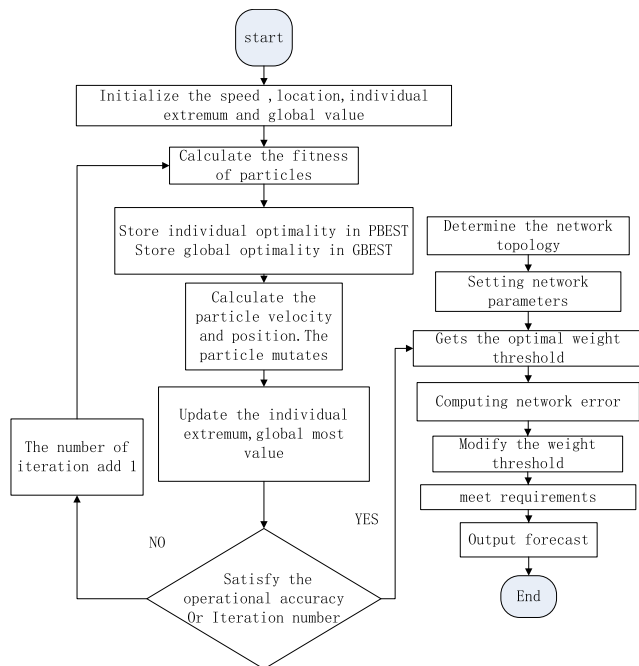 start
Initialize the speed ,location,individual
extremum and global value
Calculate the fitness
of particles
Store individual optimality in PBEST
Store global optimality in GBEST
Calculate the
particle velocity
and position.The
particle mutates
Update the individual
extremum,global most
value
The number of
iteration add 1
NO
YES
Satisfy the
operational accuracy
Or Iteration number
Determine the network
topology
Setting network
parameters
Gets the optimal weight
threshold
Computing network error
Modify the weight
threshold
meet requirements
Output forecast
End